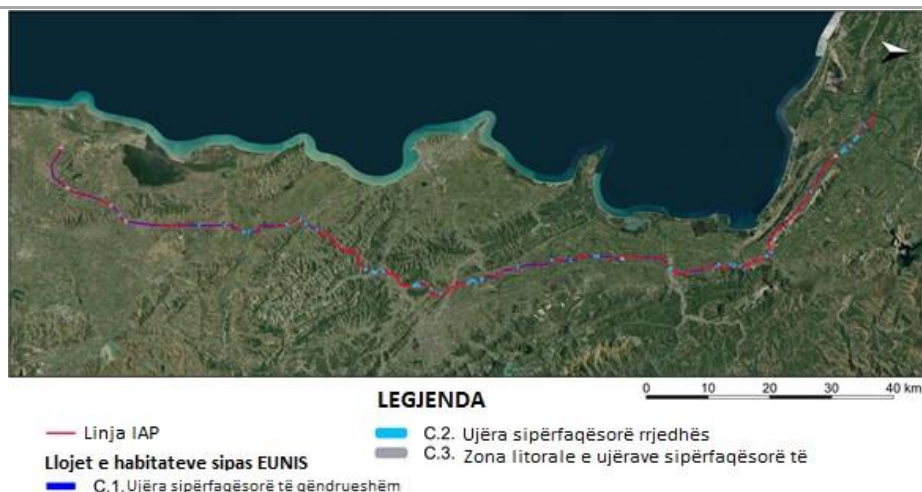 0 10 20 30 40 km
LEGJENDA
Linja IAP
Llojet e habitateve sipas EUNIS
C.1. Ujëra sipërfaqësorë të qëndrueshëm
C.2. Ujëra sipërfaqësorë rrjedhës
C.3. Zona litorale e ujërave sipërfaqësorë të